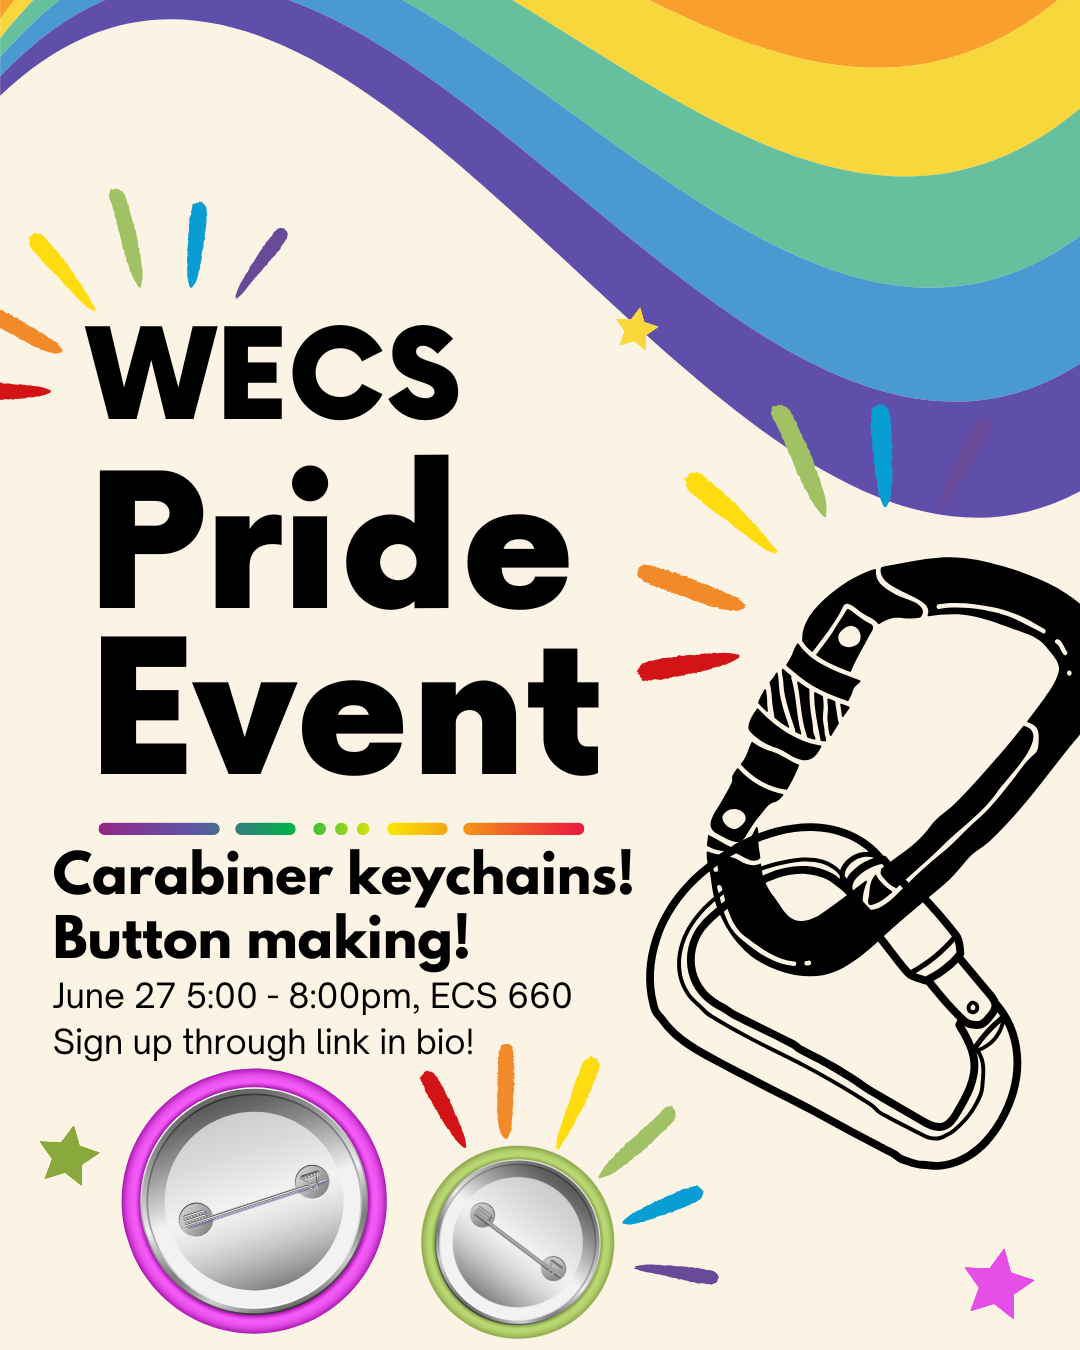 WECS
Pride
Event
Carabiner keychains!
Button making!
June 27 5:00 - 8:00pm, ECS 660
Sign up through link in bio!